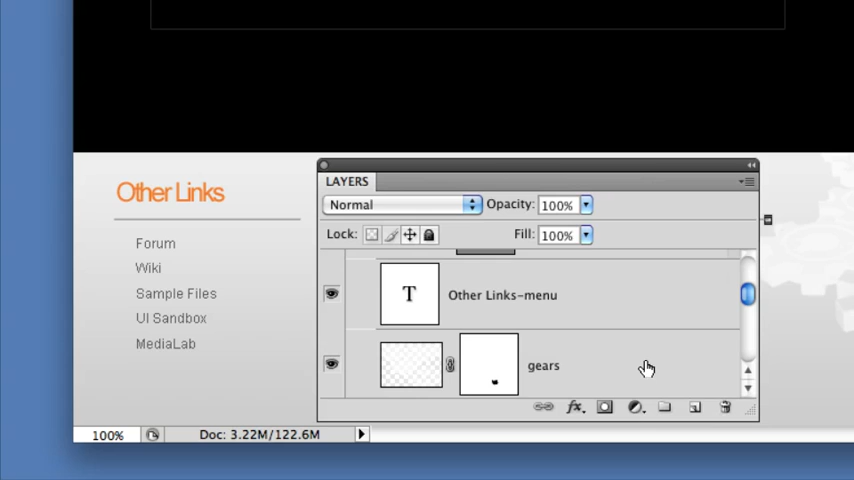 Other Links
Forum
Wiki
Sample Files
UI Sandbox
MediaLab
LAYERS
Normal
Opacity: 100%
Lock:
Fill: 100%
T
Other Links-menu
gears
fx.
100%
Doc: 3.22M/122.6M